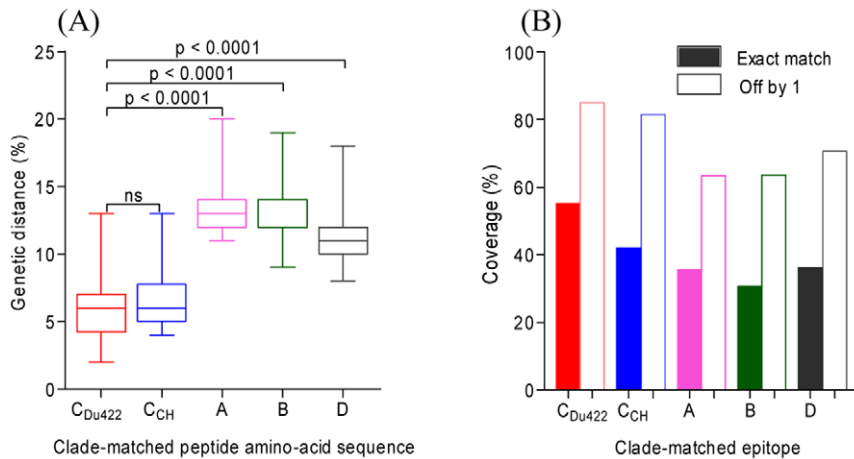 (A)
p < 0.0001
p < 0.0001
p < 0.0001
ns
Genetic distance (%)
25
20
15
10
5
0
C_Du422 C_CH A B D
Clade-matched peptide amino-acid sequence
(B)
Exact match
Off by 1
Coverage (%)
100
80
60
40
20
0
C_Du422 C_CH A B D
Clade-matched epitope